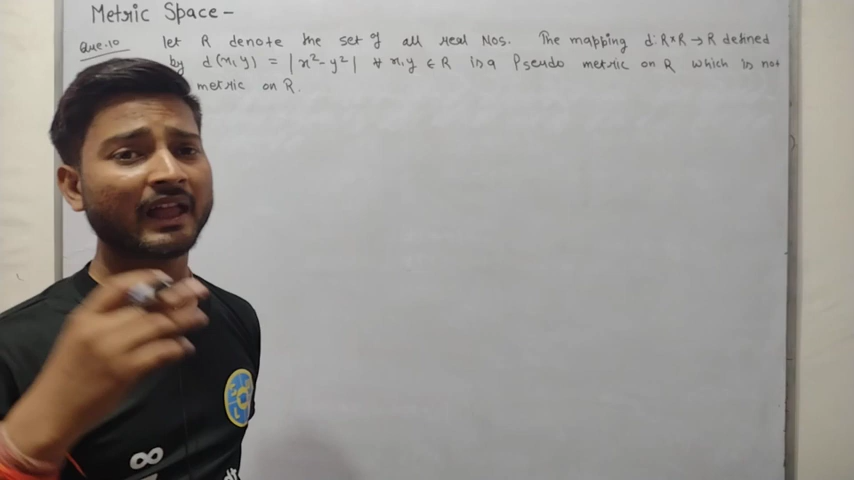 Metric Space -
Que.10 let R denote the set of all real Nos. The mapping d: R×R → R defined
by d(x,y) = |x²-y²| ∀ x,y ∈ R is a Pseudo metric on R which is not
metric on R.
∞